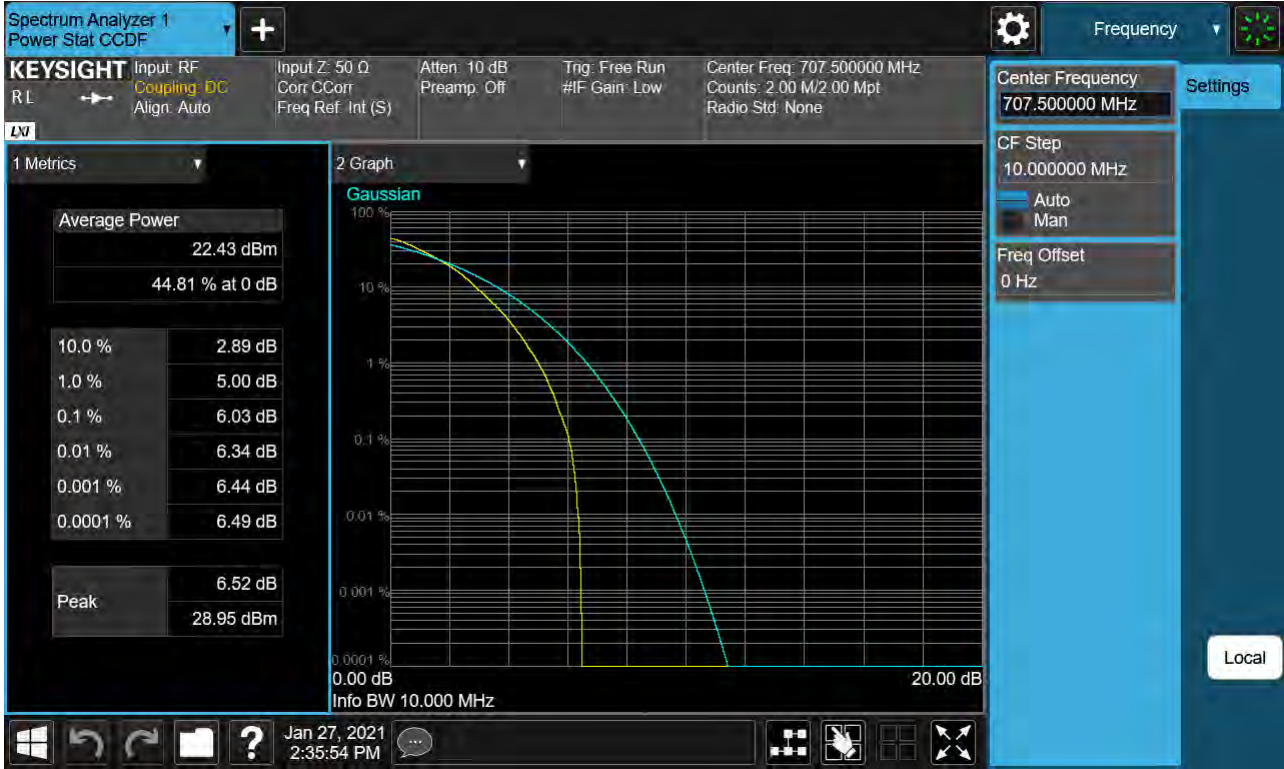 Spectrum Analyzer 1
Power Stat CCDF
Frequency
KEYSIGHT
RL
LXI
Input: RF
Coupling: DC
Align: Auto
Input Z: 50 Ω
Corr CCorr
Freq Ref: Int (S)
Atten: 10 dB
Preamp: Off
Trig: Free Run
#IF Gain: Low
Center Freq: 707.500000 MHz
Counts: 2.00 M/2.00 Mpt
Radio Std: None
Center Frequency
707.500000 MHz
Settings
CF Step
10.000000 MHz
Auto
Man
Freq Offset
0 Hz
Local
1 Metrics
Average Power
22.43 dBm
44.81 % at 0 dB
10.0 % 2.89 dB
1.0 % 5.00 dB
0.1 % 6.03 dB
0.01 % 6.34 dB
0.001 % 6.44 dB
0.0001 % 6.49 dB
Peak
6.52 dB
28.95 dBm
2 Graph
Gaussian
100 %
10 %
1 %
0.1 %
0.01 %
0.001 %
0.0001 %
0.00 dB 20.00 dB
Info BW 10.000 MHz
Jan 27, 2021
2:35:54 PM